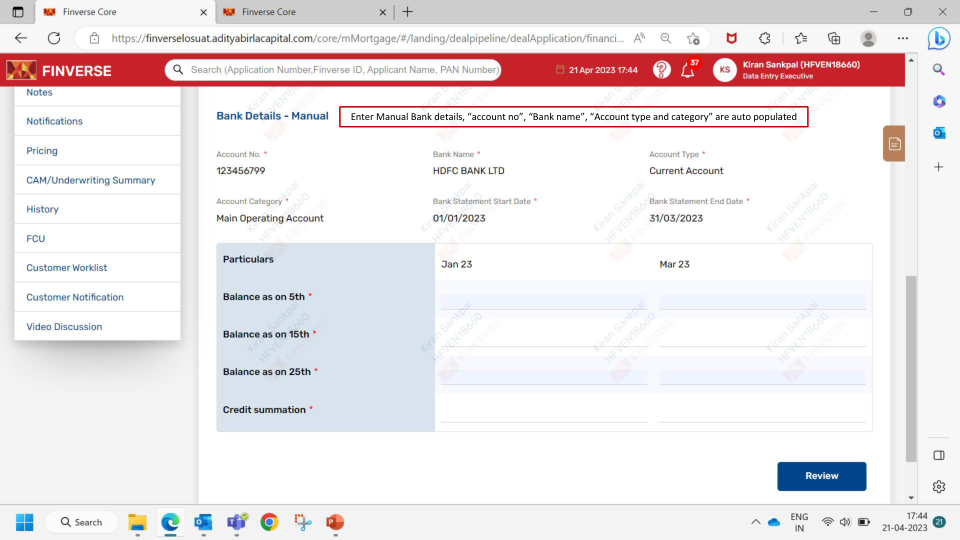 Finverse Core
Finverse Core
https://finverselosuat.adityabirlacapital.com/core/mMortgage/#/landing/dealpipeline/dealApplication/financi...
FINVERSE
Search (Application Number,Finverse ID, Applicant Name, PAN Number)
21 Apr 2023 17:44
37
KS
Kiran Sankpal (HFVEN18660)
Data Entry Executive
Notes
Notifications
Pricing
CAM/Underwriting Summary
History
FCU
Customer Worklist
Customer Notification
Video Discussion
Bank Details - Manual
Enter Manual Bank details, “account no”, “Bank name”, “Account type and category” are auto populated
Account No. * Bank Name * Account Type *
123456799 HDFC BANK LTD Current Account
Account Category * Bank Statement Start Date * Bank Statement End Date *
Main Operating Account 01/01/2023 31/03/2023
Particulars Jan 23 Mar 23
Balance as on 5th *
Balance as on 15th *
Balance as on 25th *
Credit summation *
Review
Kiran Sankpal
HFVEN18660
FINVERSE
Search
ENG
IN
17:44
21-04-2023
21